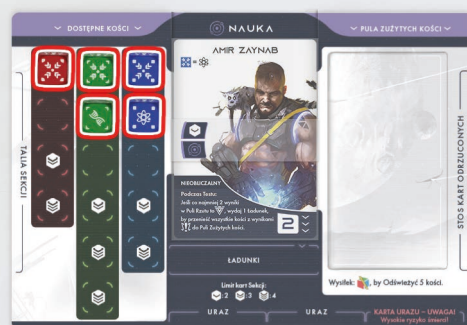 DOSTĘPNE KOŚCI
NAUKA
PULA ZUŻYTYCH KOŚCI
AMIR ZAYNAB
TALIA SEKCJI
STOS KART ODRZUCONYCH
NIEOBLICZALNY
Podczas Testu:
Jeśli co najmniej 2 wyniki
w Puli Rzutu to , wydaj 1 Ładunek,
by przenieść wszystkie kości z wynikami
do Puli Zużytych kości.
2
ŁADUNKI
Wysiłek: , by Odświeżyć 5 kości.
Limit kart Sekcji:
2 3 4
URAZ
URAZ
KARTA URAZU – UWAGA!
Wysokie ryzyko śmierci!